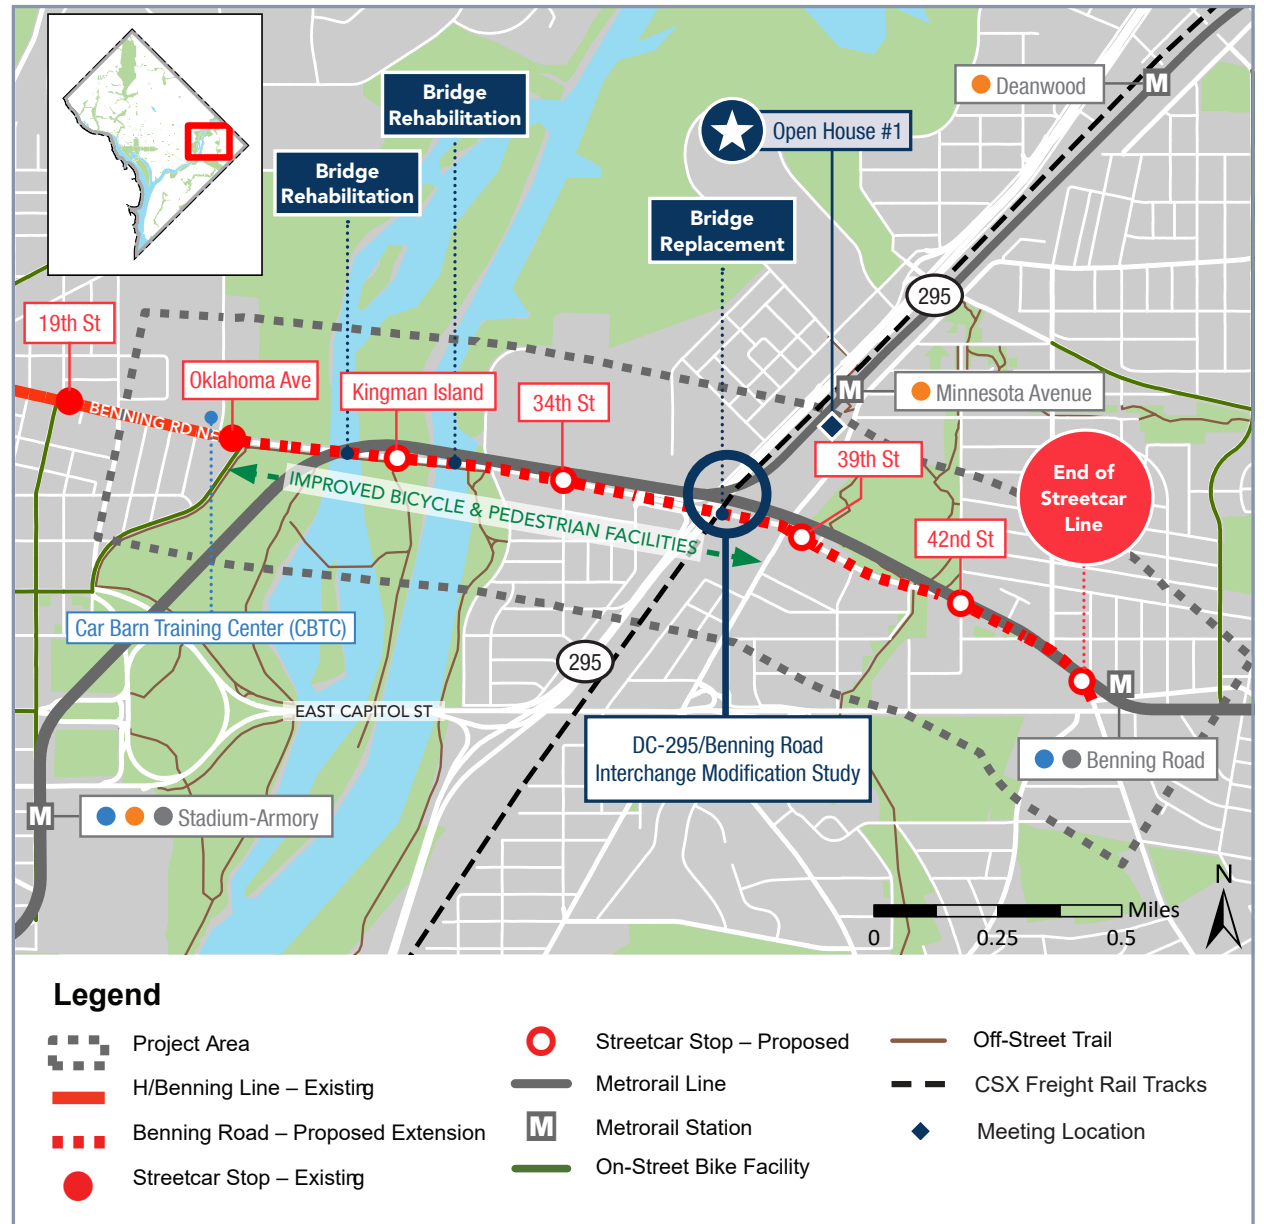 Bridge
Rehabilitation
Bridge
Rehabilitation
Bridge
Replacement
Open House #1
M
Deanwood
295
19th St
Oklahoma Ave
Kingman Island
34th St
M
Minnesota Avenue
BENNING RD NE
39th St
End of
Streetcar
Line
IMPROVED BICYCLE & PEDESTRIAN FACILITIES
42nd St
Car Barn Training Center (CBTC)
295
M
EAST CAPITOL ST
DC-295/Benning Road
Interchange Modification Study
Benning Road
M
Stadium-Armory
N
Miles
0 0.25 0.5
Legend
Project Area
H/Benning Line – Existing
Benning Road – Proposed Extension
Streetcar Stop – Existing
Streetcar Stop – Proposed
Metrorail Line
M
Metrorail Station
On-Street Bike Facility
Off-Street Trail
CSX Freight Rail Tracks
Meeting Location